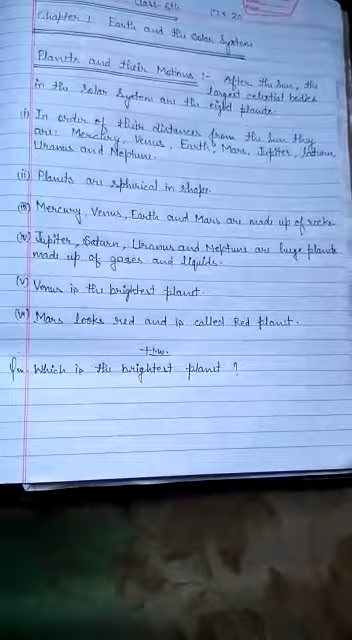 Class- 6th
Chapter 1 Earth and the Solar System
Planets and their Motions :- After the Sun, the
largest celestial bodies
in the Solar System are the eight planets.
(i) In order of their distances from the Sun they
are: Mercury, Venus, Earth, Mars, Jupiter, Saturn,
Uranus and Neptune.
(ii) Planets are spherical in shape.
(iii) Mercury, Venus, Earth and Mars are made up of rocks.
(iv) Jupiter, Saturn, Uranus and Neptune are huge planets
made up of gazes and liquids.
(v) Venus is the brightest planet.
(vi) Mars looks red and is called Red planet.
H.w.
Which is the brightest planet ?